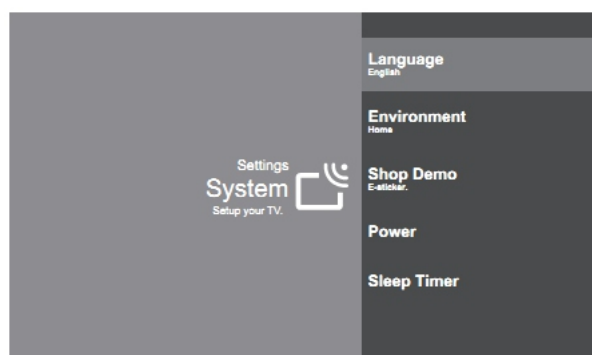 Settings
System
Setup your TV.
Language
English
Environment
Home
Shop Demo
E-sticker.
Power
Sleep Timer